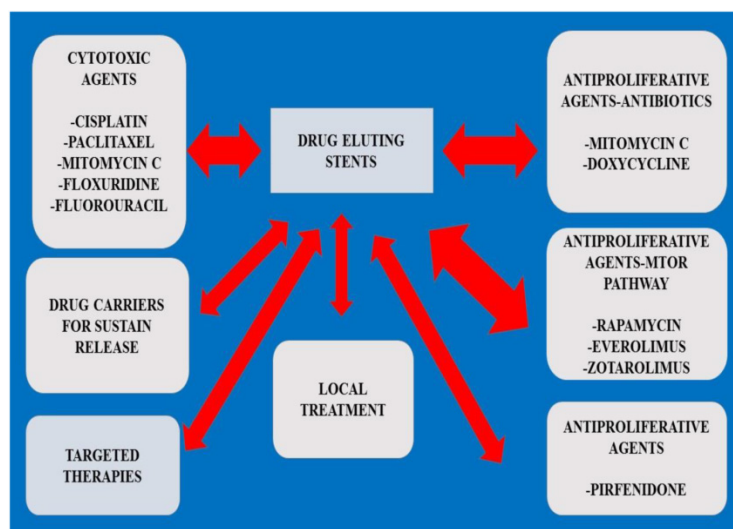 CYTOTOXIC
AGENTS
-CISPLATIN
-PACLITAXEL
-MITOMYCIN C
-FLOXURIDINE
-FLUOROURACIL
DRUG ELUTING
STENTS
ANTIPROLIFERATIVE
AGENTS-ANTIBIOTICS
-MITOMYCIN C
-DOXYCYCLINE
DRUG CARRIERS
FOR SUSTAIN
RELEASE
LOCAL
TREATMENT
ANTIPROLIFERATIVE
AGENTS-MTOR
PATHWAY
-RAPAMYCIN
-EVEROLIMUS
-ZOTAROLIMUS
TARGETED
THERAPIES
ANTIPROLIFERATIVE
AGENTS
-PIRFENIDONE